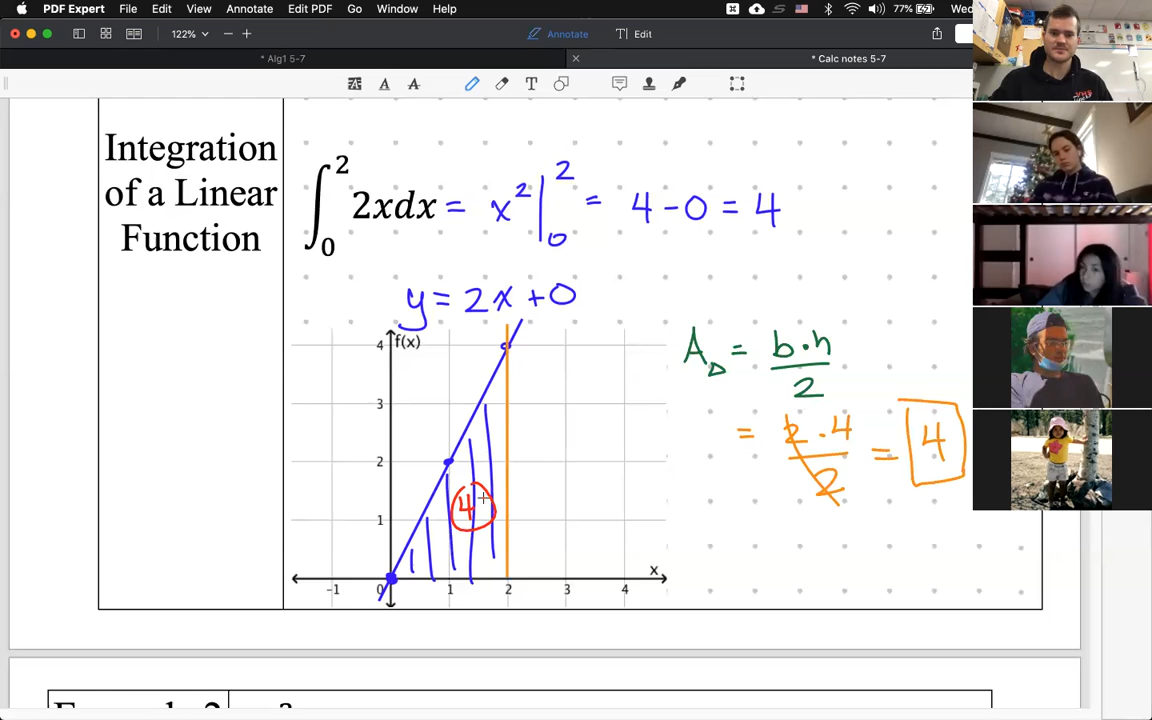 PDF Expert File Edit View Annotate Edit PDF Go Window Help 77% Wed
122% Annotate Edit
* Alg1 5-7 * Calc notes 5-7
Integration
of a Linear
Function
∫₀² 2xdx = x² |₀² = 4 - 0 = 4
y = 2x + 0
f(x)
4
3
2
1
4
-1 0 1 2 3 4
x
A△ = b·h/2
= 2·4/2 = 4